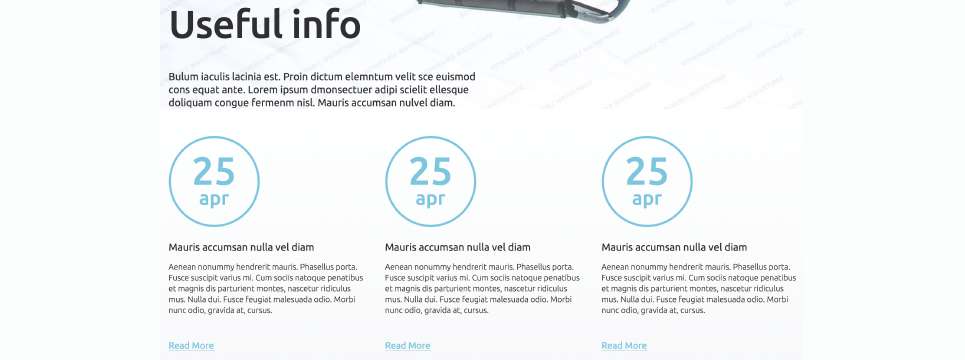 Useful info
Bulum iaculis lacinia est. Proin dictum elemntum velit sce euismod
cons equat ante. Lorem ipsum dmonsectuer adipi scielit ellesque
doliquam congue fermenm nisl. Mauris accumsan nulvel diam.
25
apr
Mauris accumsan nulla vel diam
Aenean nonummy hendrerit mauris. Phasellus porta.
Fusce suscipit varius mi. Cum sociis natoque penatibus
et magnis dis parturient montes, nascetur ridiculus
mus. Nulla dui. Fusce feugiat malesuada odio. Morbi
nunc odio, gravida at, cursus.
Read More
25
apr
Mauris accumsan nulla vel diam
Aenean nonummy hendrerit mauris. Phasellus porta.
Fusce suscipit varius mi. Cum sociis natoque penatibus
et magnis dis parturient montes, nascetur ridiculus
mus. Nulla dui. Fusce feugiat malesuada odio. Morbi
nunc odio, gravida at, cursus.
Read More
25
apr
Mauris accumsan nulla vel diam
Aenean nonummy hendrerit mauris. Phasellus porta.
Fusce suscipit varius mi. Cum sociis natoque penatibus
et magnis dis parturient montes, nascetur ridiculus
mus. Nulla dui. Fusce feugiat malesuada odio. Morbi
nunc odio, gravida at, cursus.
Read More